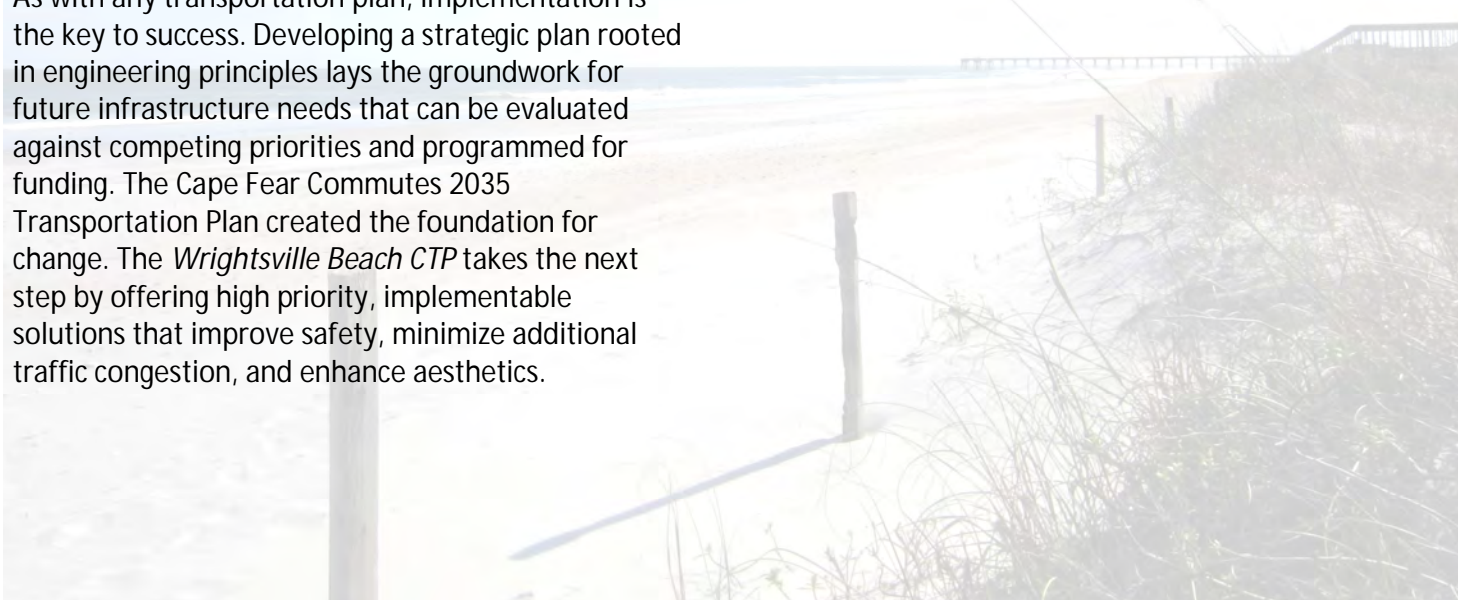 As with any transportation plan, implementation is
the key to success. Developing a strategic plan rooted
in engineering principles lays the groundwork for
future infrastructure needs that can be evaluated
against competing priorities and programmed for
funding. The Cape Fear Commutes 2035
Transportation Plan created the foundation for
change. The Wrightsville Beach CTP takes the next
step by offering high priority, implementable
solutions that improve safety, minimize additional
traffic congestion, and enhance aesthetics.